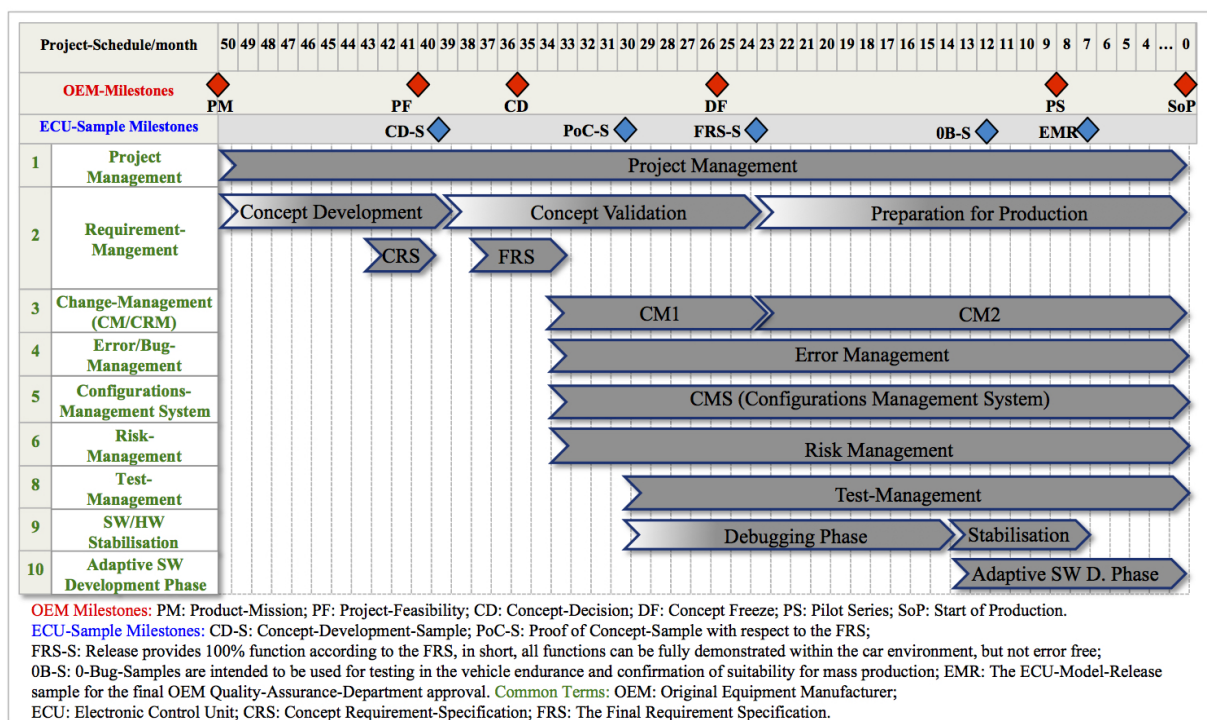 Project-Schedule/month 50 49 48 47 46 45 44 43 42 41 40 39 38 37 36 35 34 33 32 31 30 29 28 27 26 25 24 23 22 21 20 19 18 17 16 15 14 13 12 11 10 9 8 7 6 5 4 ... 0
OEM-Milestones
PM PF CD DF PS SoP
ECU-Sample Milestones
CD-S PoC-S FRS-S 0B-S EMR
1 Project Management
Project Management
2 Requirement-Mangement
Concept Development Concept Validation Preparation for Production
CRS FRS
3 Change-Management (CM/CRM)
CM1 CM2
4 Error/Bug-Management
Error Management
5 Configurations-Management System
CMS (Configurations Management System)
6 Risk-Management
Risk Management
8 Test-Management
Test-Management
9 SW/HW Stabilisation
Debugging Phase Stabilisation
10 Adaptive SW Development Phase
Adaptive SW D. Phase
OEM Milestones: PM: Product-Mission; PF: Project-Feasibility; CD: Concept-Decision; DF: Concept Freeze; PS: Pilot Series; SoP: Start of Production.
ECU-Sample Milestones: CD-S: Concept-Development-Sample; PoC-S: Proof of Concept-Sample with respect to the FRS;
FRS-S: Release provides 100% function according to the FRS, in short, all functions can be fully demonstrated within the car environment, but not error free;
0B-S: 0-Bug-Samples are intended to be used for testing in the vehicle endurance and confirmation of suitability for mass production; EMR: The ECU-Model-Release
sample for the final OEM Quality-Assurance-Department approval. Common Terms: OEM: Original Equipment Manufacturer;
ECU: Electronic Control Unit; CRS: Concept Requirement-Specification; FRS: The Final Requirement Specification.